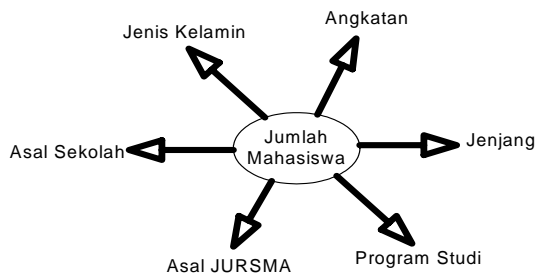 Angkatan
Jenis Kelamin
Jumlah
Mahasiswa
Jenjang
Asal Sekolah
Program Studi
Asal JURSMA